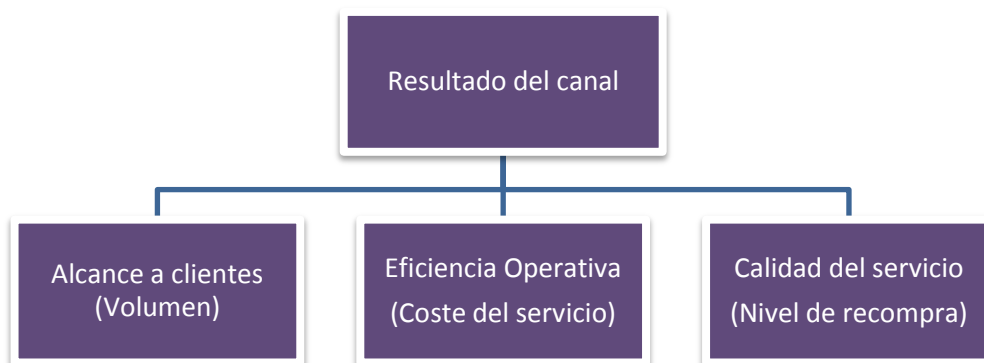 Resultado del canal
Alcance a clientes
(Volumen)
Eficiencia Operativa
(Coste del servicio)
Calidad del servicio
(Nivel de recompra)